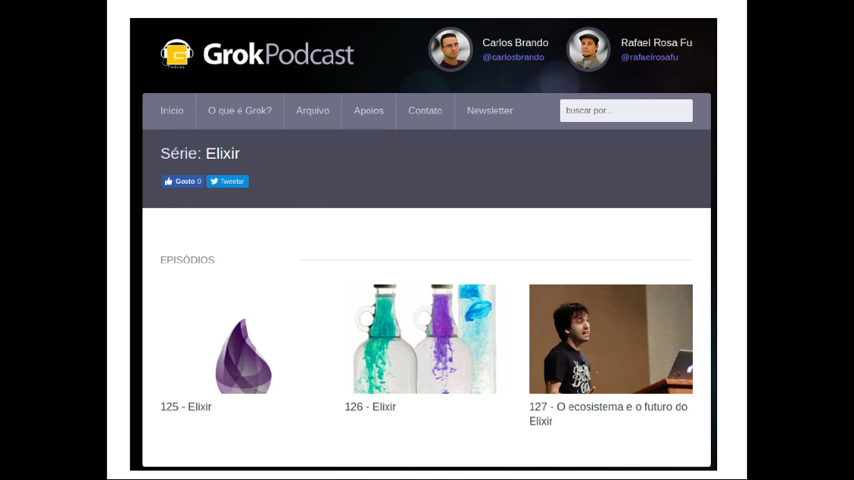 GrokPodcast
Carlos Brando
@carlosbrando
Rafael Rosa Fu
@rafaelrosafu
Início
O que é Grok?
Arquivo
Apoios
Contato
Newsletter
buscar por...
Série: Elixir
Gosto 0
Tweetar
EPISÓDIOS
125 - Elixir
126 - Elixir
127 - O ecosistema e o futuro do
Elixir